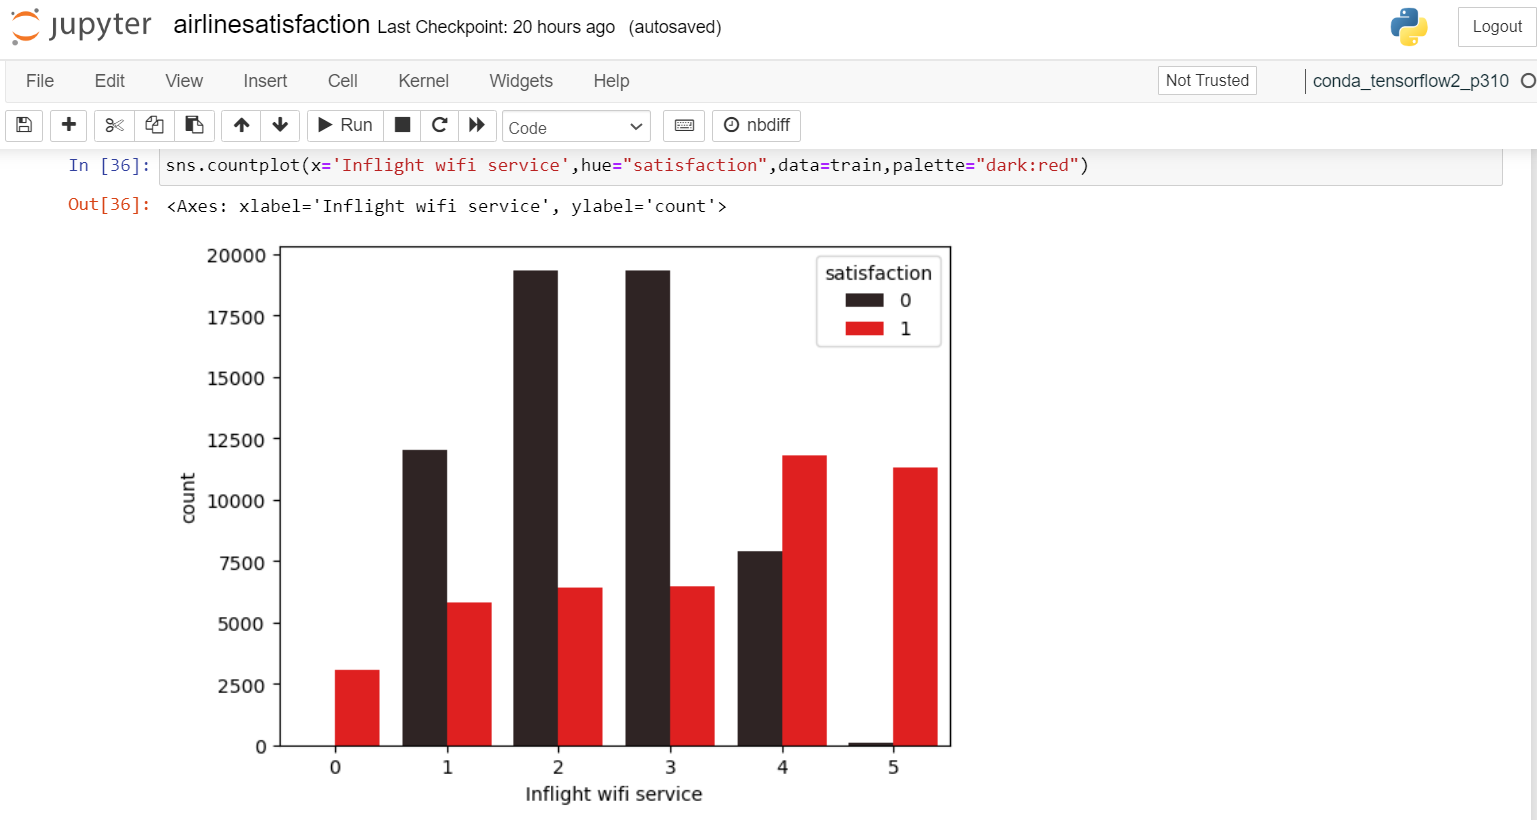 jupyter airlinesatisfaction Last Checkpoint: 20 hours ago (autosaved) Logout
File Edit View Insert Cell Kernel Widgets Help Not Trusted conda_tensorflow2_p310
Run Code nbdiff
In [36]: sns.countplot(x='Inflight wifi service',hue="satisfaction",data=train,palette="dark:red")
Out[36]: <Axes: xlabel='Inflight wifi service', ylabel='count'>
20000
17500
15000
12500
10000
7500
5000
2500
0
count
satisfaction
0
1
0 1 2 3 4 5
Inflight wifi service